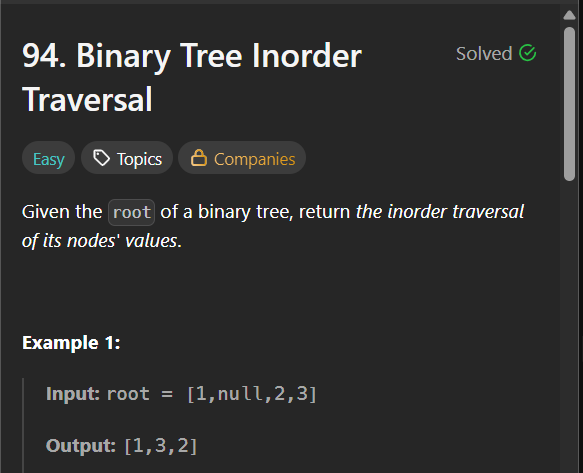 94. Binary Tree Inorder
Solved
Traversal
Easy
Topics
Companies
Given the root of a binary tree, return the inorder traversal
of its nodes' values.
Example 1:
Input: root = [1,null,2,3]
Output: [1,3,2]